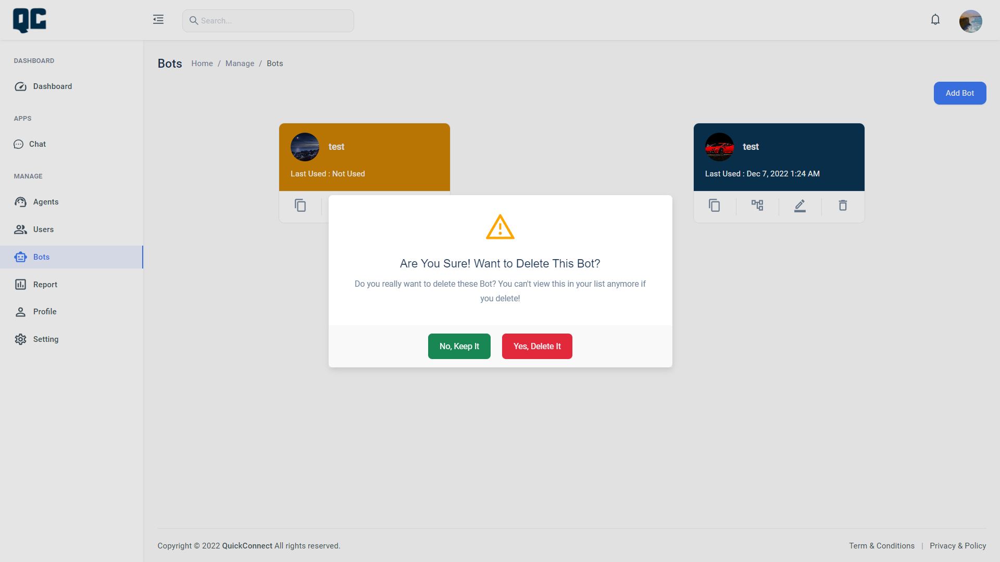 QC
Search...
DASHBOARD
Dashboard
APPS
Chat
MANAGE
Agents
Users
Bots
Report
Profile
Setting
Bots Home / Manage / Bots
Add Bot
test
Last Used : Not Used
test
Last Used : Dec 7, 2022 1:24 AM
Are You Sure! Want to Delete This Bot?
Do you really want to delete these Bot? You can't view this in your list anymore if
you delete!
No, Keep It
Yes, Delete It
Copyright © 2022 QuickConnect All rights reserved.
Term & Conditions | Privacy & Policy